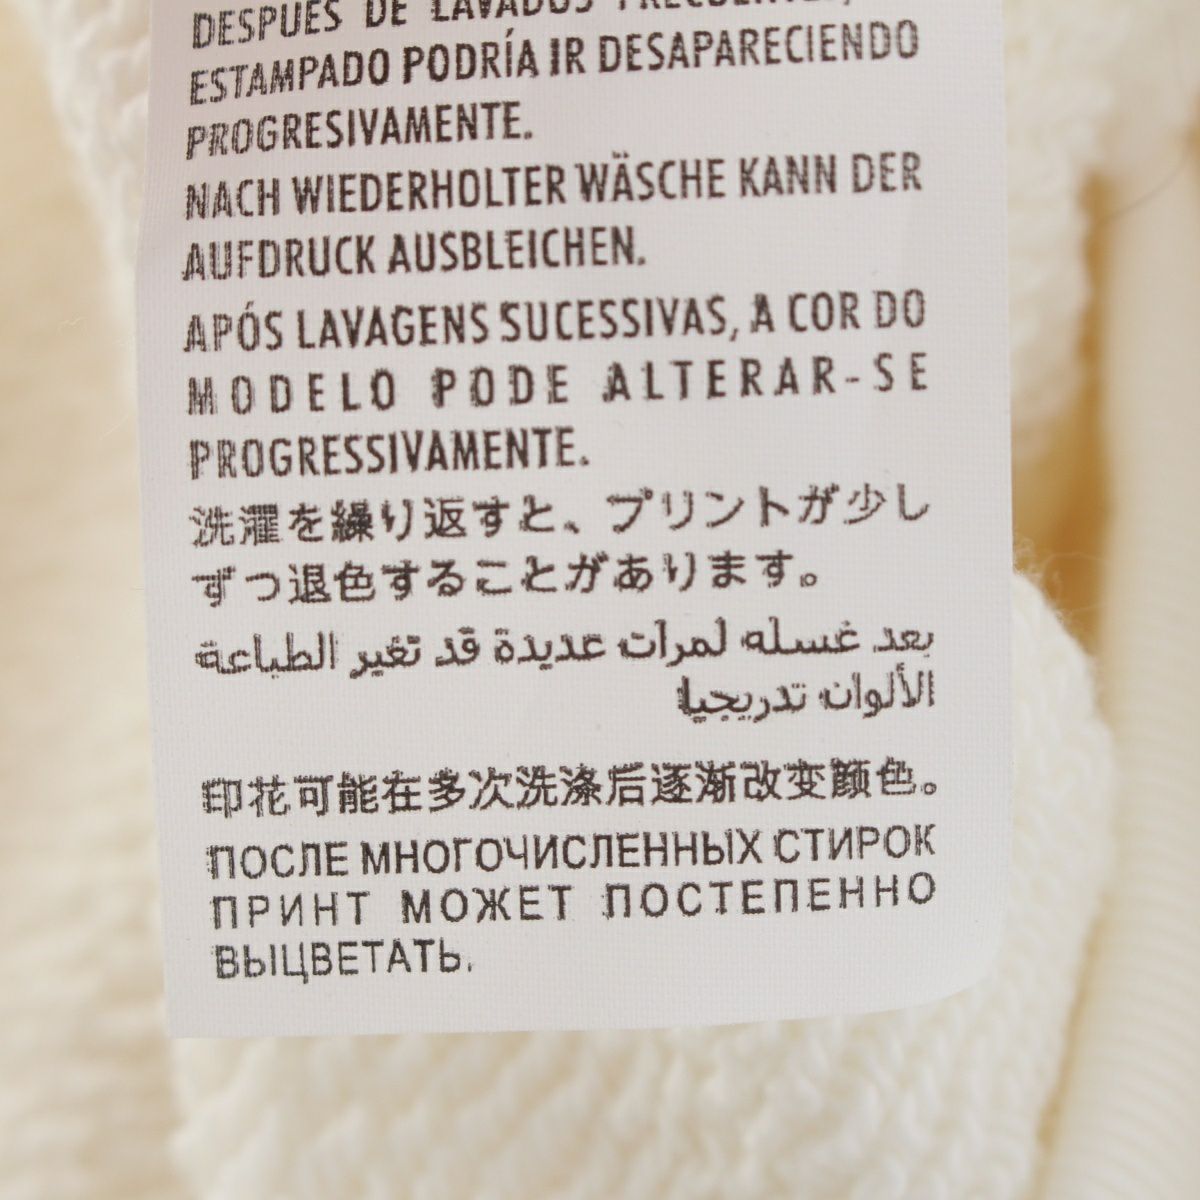 DESPUÉS DE LAVADOS FRECUENTES,
ESTAMPADO PODRÍA IR DESAPARECIENDO
PROGRESIVAMENTE.
NACH WIEDERHOLTER WÄSCHE KANN DER
AUFDRUCK AUSBLEICHEN.
APÓS LAVAGENS SUCESSIVAS, A COR DO
MODELO PODE ALTERAR-SE
PROGRESSIVAMENTE.
洗濯を繰り返すと、プリントが少し
ずつ退色することがあります。
بعد غسله لمرات عديدة قد تغير الطباعة
الألوان تدريجيا
印花可能在多次洗涤后逐渐改变颜色。
ПОСЛЕ МНОГОЧИСЛЕННЫХ СТИРОК
ПРИНТ МОЖЕТ ПОСТЕПЕННО
ВЫЦВЕТАТЬ.